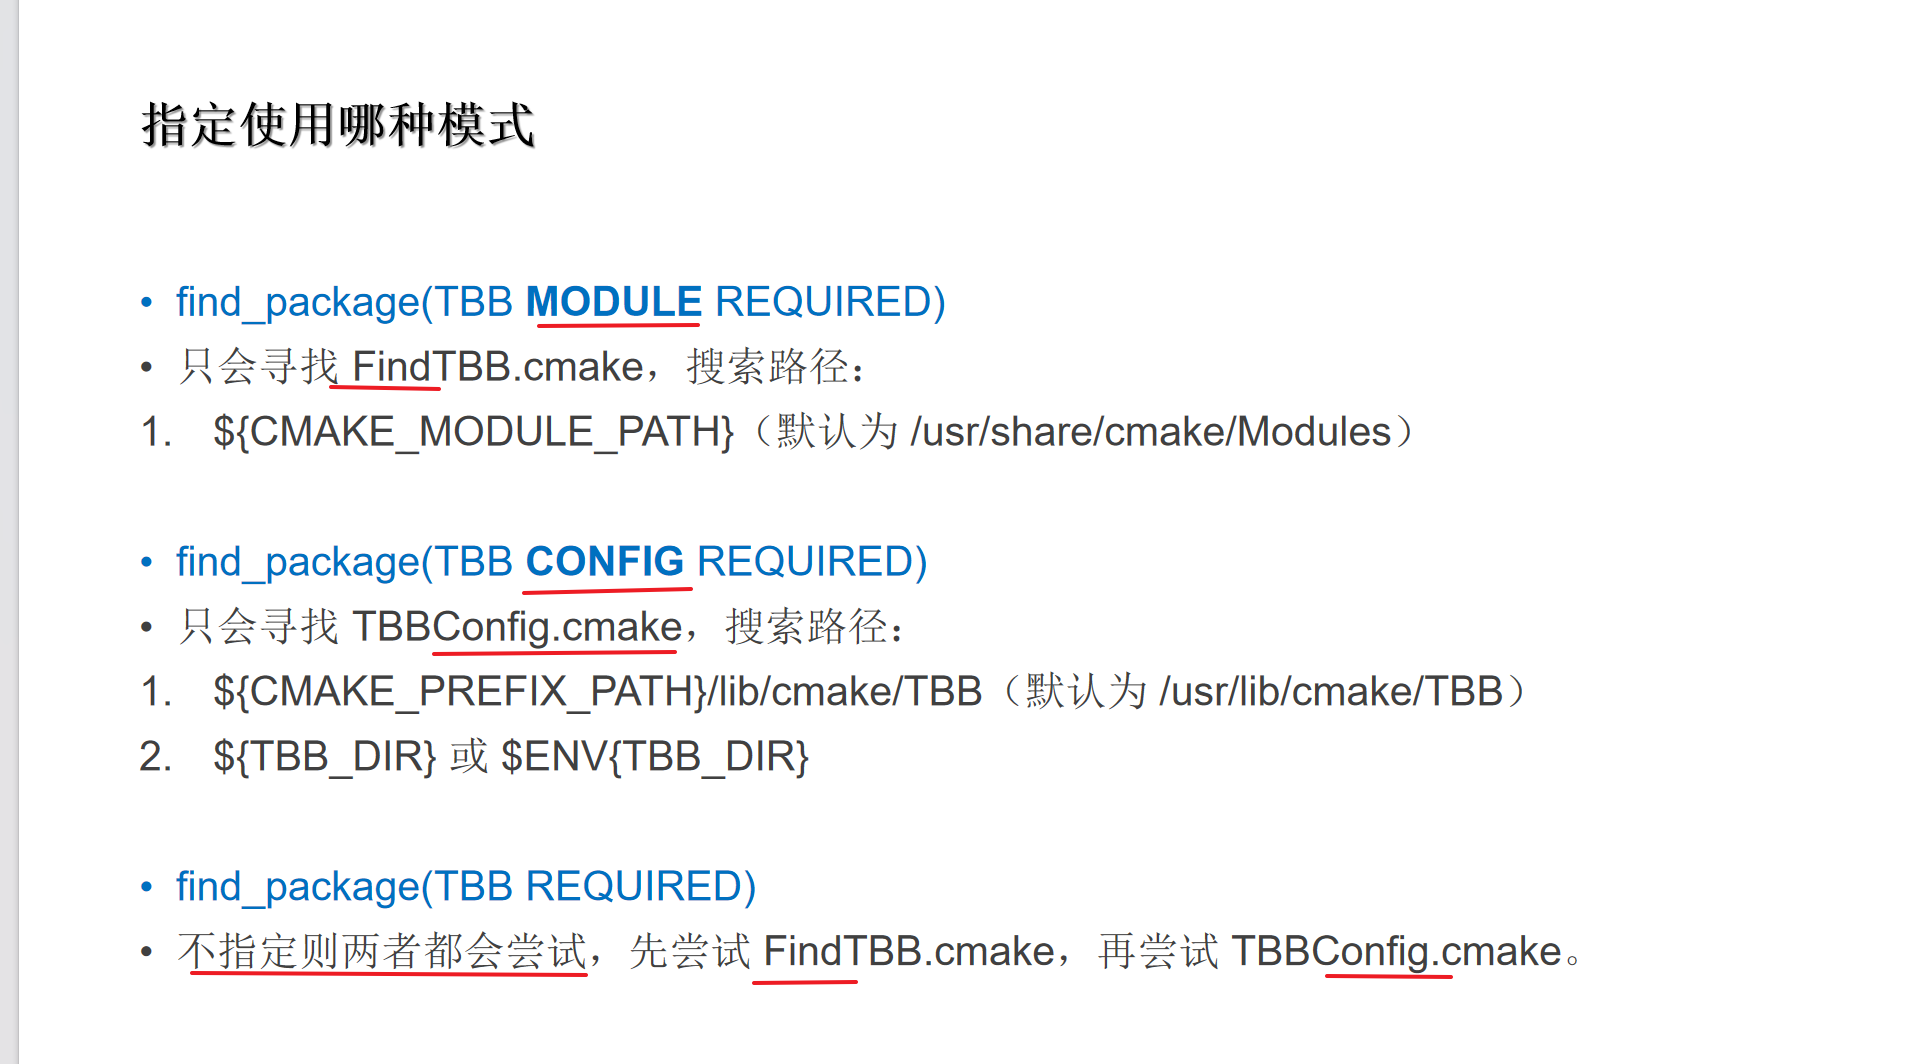 指定使用哪种模式
• find_package(TBB MODULE REQUIRED)
• 只会寻找 FindTBB.cmake，搜索路径：
1. ${CMAKE_MODULE_PATH}（默认为 /usr/share/cmake/Modules）
• find_package(TBB CONFIG REQUIRED)
• 只会寻找 TBBConfig.cmake，搜索路径：
1. ${CMAKE_PREFIX_PATH}/lib/cmake/TBB（默认为 /usr/lib/cmake/TBB）
2. ${TBB_DIR} 或 $ENV{TBB_DIR}
• find_package(TBB REQUIRED)
• 不指定则两者都会尝试，先尝试 FindTBB.cmake，再尝试 TBBConfig.cmake。